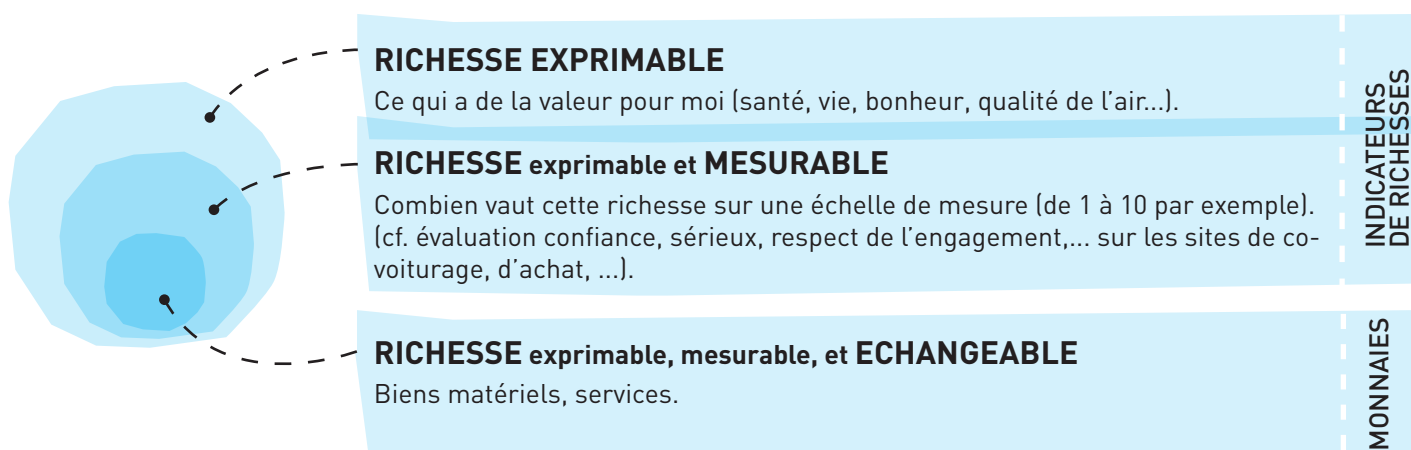 RICHESSE EXPRIMABLE
Ce qui a de la valeur pour moi (santé, vie, bonheur, qualité de l'air...).
RICHESSE exprimable et MESURABLE
Combien vaut cette richesse sur une échelle de mesure (de 1 à 10 par exemple).
(cf. évaluation confiance, sérieux, respect de l'engagement,... sur les sites de co-
voiturage, d'achat, ...).
INDICATEURS
DE RICHESSES
RICHESSE exprimable, mesurable, et ECHANGEABLE
Biens matériels, services.
MONNAIES